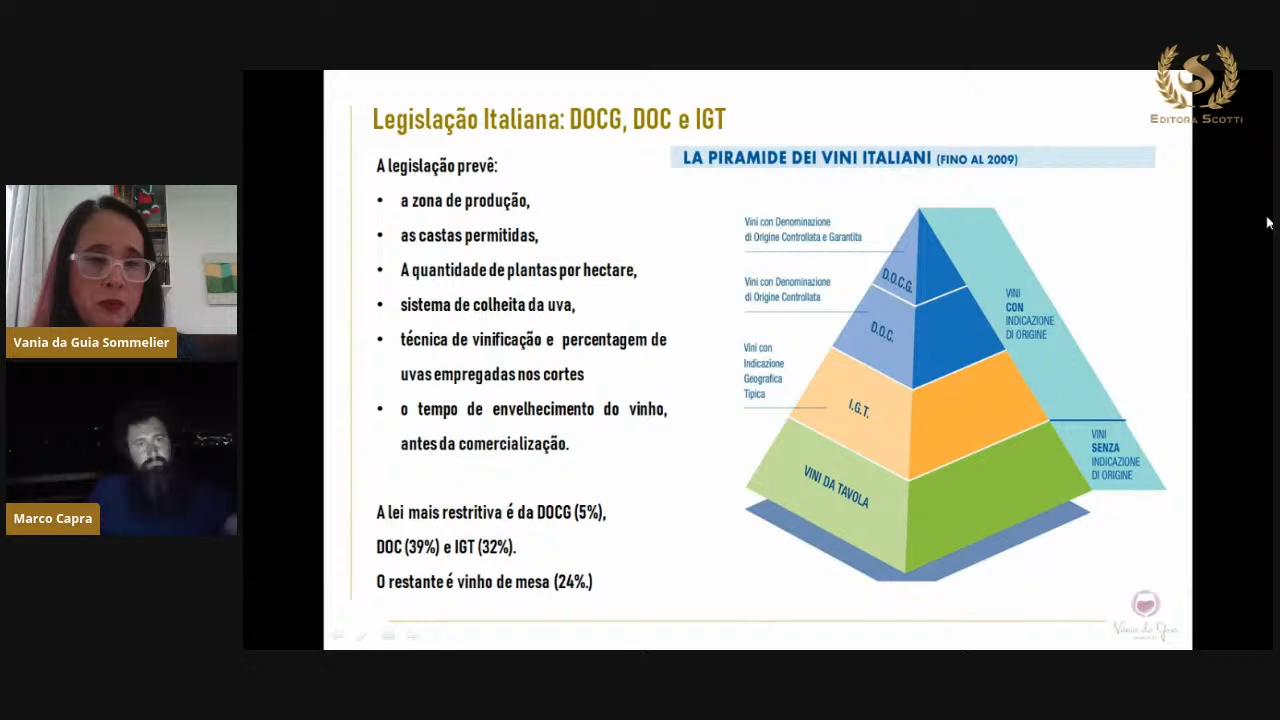 EDITORA SCOTTI
Legislação Italiana: DOCG, DOC e IGT
A legislação prevê:
• a zona de produção,
• as castas permitidas,
• A quantidade de plantas por hectare,
• sistema de colheita da uva,
• técnica de vinificação e percentagem de
uvas empregadas nos cortes
• o tempo de envelhecimento do vinho,
antes da comercialização.
A lei mais restritiva é da DOCG (5%),
DOC (39%) e IGT (32%).
O restante é vinho de mesa (24%.)
LA PIRAMIDE DEI VINI ITALIANI (FINO AL 2009)
Vini con Denominazione
di Origine Controllata e Garantita
Vini con Denominazione
di Origine Controllata
Vini con
Indicazione
Geografica
Tipica
D.O.C.G.
D.O.C.
I.G.T.
VINI DA TAVOLA
VINI
CON
INDICAZIONE
DI ORIGINE
VINI
SENZA
INDICAZIONE
DI ORIGINE
Vania da Guia Sommelier
Marco Capra
Vânia da Guia